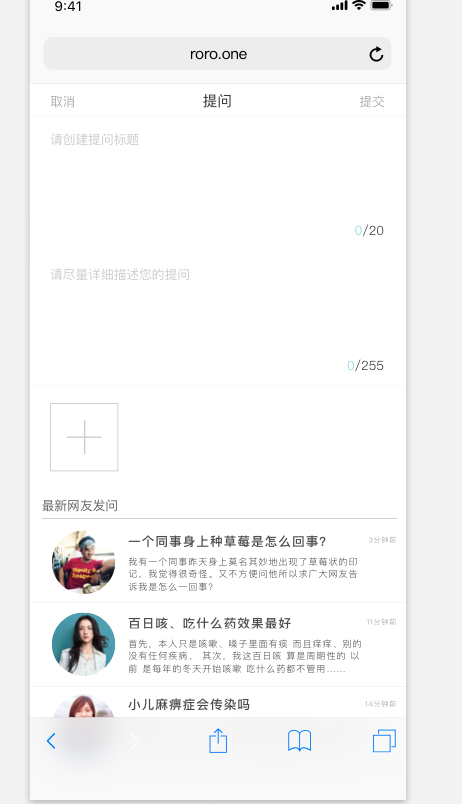 9:41
roro.one
取消
提问
提交
请创建提问标题
0/20
请尽量详细描述您的提问
0/255
最新网友发问
一个同事身上种草莓是怎么回事？
3分钟前
我有一个同事昨天身上莫名其妙地出现了草莓状的印
记，我觉得很奇怪。又不方便问他所以求广大网友告
诉我是怎么一回事？
百日咳、吃什么药效果最好
11分钟前
首先，本人只是咳嗽、嗓子里面有痰 而且痒痒、别的
没有任何疾病、 其次，我这百日咳 算是周期性的 以
前 是每年的冬天开始咳嗽 吃什么药都不管用......
小儿麻痹症会传染吗
14分钟前